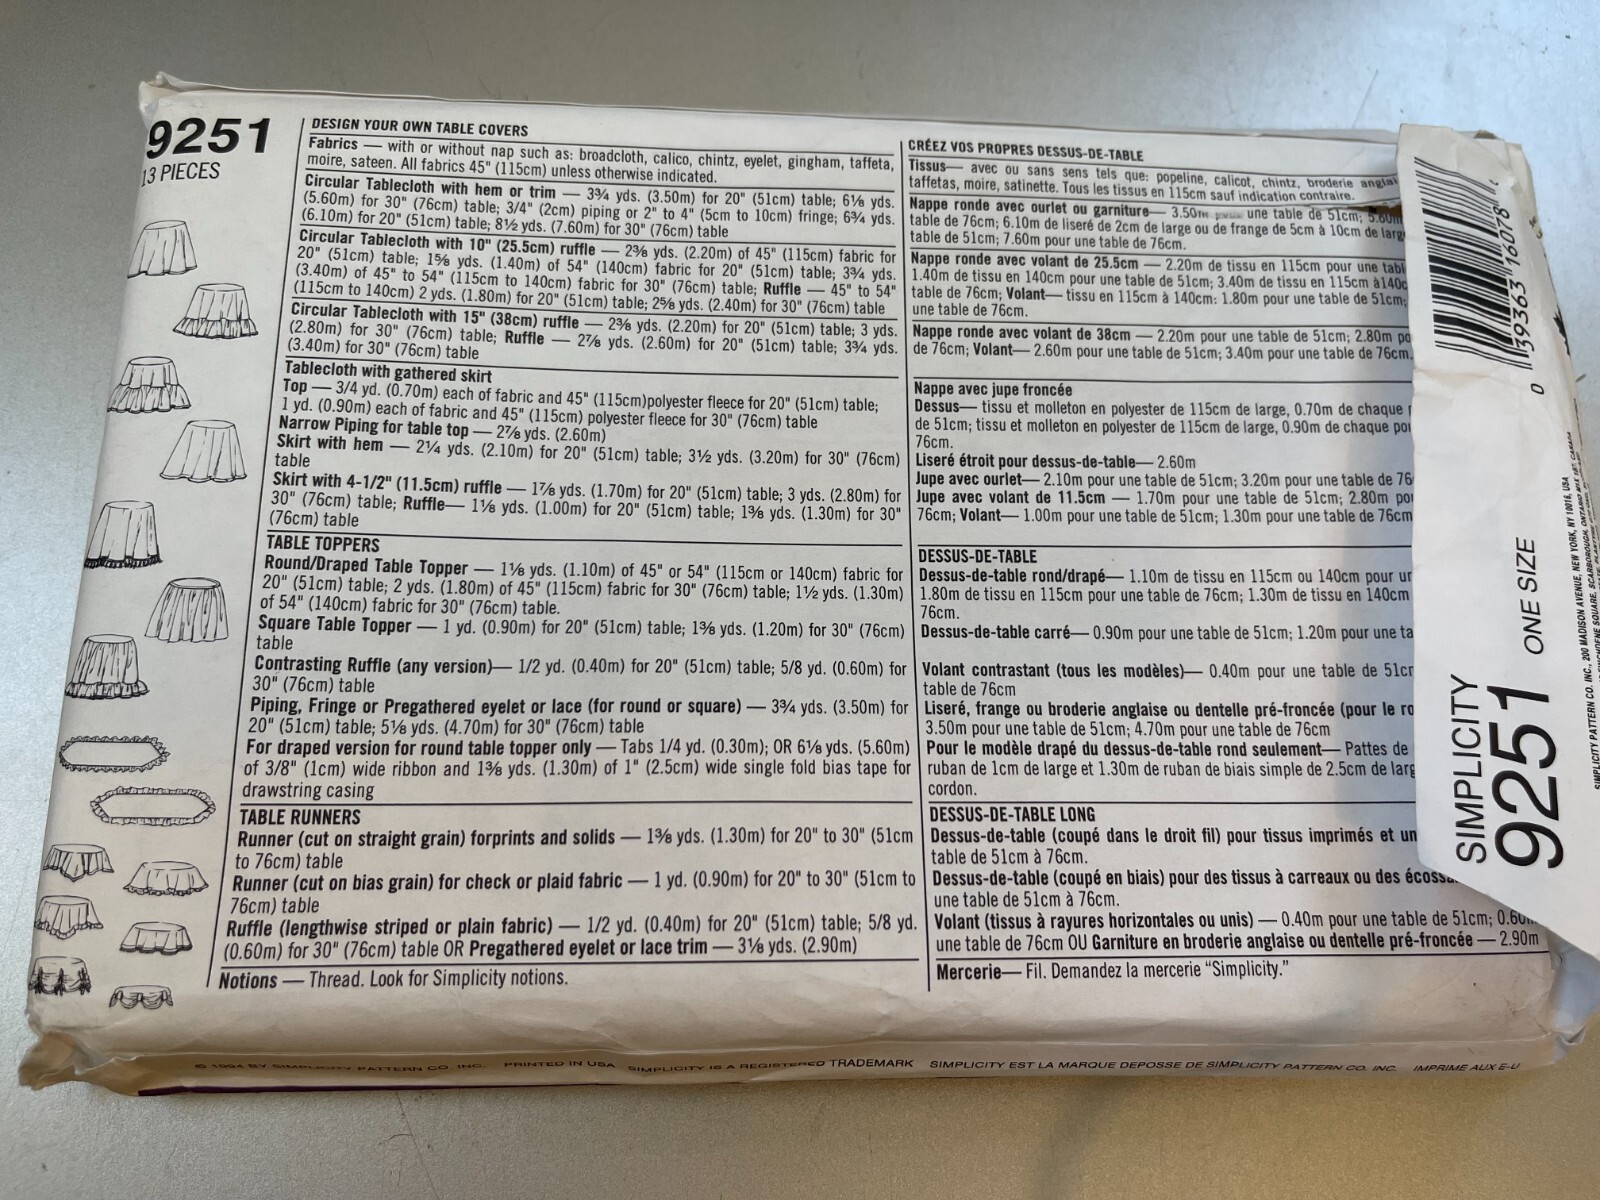 9251
13 PIECES
DESIGN YOUR OWN TABLE COVERS
Fabrics — with or without nap such as: broadcloth, calico, chintz, eyelet, gingham, taffeta,
moire, sateen. All fabrics 45" (115cm) unless otherwise indicated.
Circular Tablecloth with hem or trim — 3¾ yds. (3.50m) for 20" (51cm) table; 6⅛ yds.
(5.60m) for 30" (76cm) table; 3/4" (2cm) piping or 2" to 4" (5cm to 10cm) fringe; 6¾ yds.
(6.10m) for 20" (51cm) table; 8½ yds. (7.60m) for 30" (76cm) table
Circular Tablecloth with 10" (25.5cm) ruffle — 2⅜ yds. (2.20m) of 45" (115cm) fabric for
20" (51cm) table; 1⅝ yds. (1.40m) of 54" (140cm) fabric for 20" (51cm) table; 3¾ yds.
(3.40m) of 45" to 54" (115cm to 140cm) fabric for 30" (76cm) table; Ruffle — 45" to 54"
(115cm to 140cm) 2 yds. (1.80m) for 20" (51cm) table; 2⅝ yds. (2.40m) for 30" (76cm) table
Circular Tablecloth with 15" (38cm) ruffle — 2⅜ yds. (2.20m) for 20" (51cm) table; 3 yds.
(2.80m) for 30" (76cm) table; Ruffle — 2⅞ yds. (2.60m) for 20" (51cm) table; 3¾ yds.
(3.40m) for 30" (76cm) table
Tablecloth with gathered skirt
Top — 3/4 yd. (0.70m) each of fabric and 45" (115cm)polyester fleece for 20" (51cm) table;
1 yd. (0.90m) each of fabric and 45" (115cm) polyester fleece for 30" (76cm) table
Narrow Piping for table top — 2⅞ yds. (2.60m)
Skirt with hem — 2¼ yds. (2.10m) for 20" (51cm) table; 3½ yds. (3.20m) for 30" (76cm)
table
Skirt with 4-1/2" (11.5cm) ruffle — 1⅞ yds. (1.70m) for 20" (51cm) table; 3 yds. (2.80m) for
30" (76cm) table; Ruffle— 1⅛ yds. (1.00m) for 20" (51cm) table; 1⅜ yds. (1.30m) for 30"
(76cm) table
TABLE TOPPERS
Round/Draped Table Topper — 1⅛ yds. (1.10m) of 45" or 54" (115cm or 140cm) fabric for
20" (51cm) table; 2 yds. (1.80m) of 45" (115cm) fabric for 30" (76cm) table; 1½ yds. (1.30m)
of 54" (140cm) fabric for 30" (76cm) table.
Square Table Topper — 1 yd. (0.90m) for 20" (51cm) table; 1⅜ yds. (1.20m) for 30" (76cm)
table
Contrasting Ruffle (any version)— 1/2 yd. (0.40m) for 20" (51cm) table; 5/8 yd. (0.60m) for
30" (76cm) table
Piping, Fringe or Pregathered eyelet or lace (for round or square) — 3¾ yds. (3.50m) for
20" (51cm) table; 5⅛ yds. (4.70m) for 30" (76cm) table
For draped version for round table topper only — Tabs 1/4 yd. (0.30m); OR 6⅛ yds. (5.60m)
of 3/8" (1cm) wide ribbon and 1⅜ yds. (1.30m) of 1" (2.5cm) wide single fold bias tape for
drawstring casing
TABLE RUNNERS
Runner (cut on straight grain) forprints and solids — 1⅜ yds. (1.30m) for 20" to 30" (51cm
to 76cm) table
Runner (cut on bias grain) for check or plaid fabric — 1 yd. (0.90m) for 20" to 30" (51cm to
76cm) table
Ruffle (lengthwise striped or plain fabric) — 1/2 yd. (0.40m) for 20" (51cm) table; 5/8 yd.
(0.60m) for 30" (76cm) table OR Pregathered eyelet or lace trim — 3⅛ yds. (2.90m)
Notions — Thread. Look for Simplicity notions.
CRÉEZ VOS PROPRES DESSUS-DE-TABLE
Tissus— avec ou sans sens tels que: popeline, calicot, chintz, broderie anglai
taffetas, moire, satinette. Tous les tissus en 115cm sauf indication contraire.
Nappe ronde avec ourlet ou garniture— 3.50m une table de 51cm; 5.60m
table de 76cm; 6.10m de liseré de 2cm de large ou de frange de 5cm à 10cm de larg
table de 51cm; 7.60m pour une table de 76cm.
Nappe ronde avec volant de 25.5cm — 2.20m de tissu en 115cm pour une tabl
1.40m de tissu en 140cm pour une table de 51cm; 3.40m de tissu en 115cm à140c
table de 76cm; Volant— tissu en 115cm à 140cm: 1.80m pour une table de 51cm;
une table de 76cm.
Nappe ronde avec volant de 38cm — 2.20m pour une table de 51cm; 2.80m po
de 76cm; Volant— 2.60m pour une table de 51cm; 3.40m pour une table de 76cm.
Nappe avec jupe froncée
Dessus— tissu et molleton en polyester de 115cm de large, 0.70m de chaque
de 51cm; tissu et molleton en polyester de 115cm de large, 0.90m de chaque po
76cm.
Liseré étroit pour dessus-de-table— 2.60m
Jupe avec ourlet— 2.10m pour une table de 51cm; 3.20m pour une table de 76
Jupe avec volant de 11.5cm — 1.70m pour une table de 51cm; 2.80m pou
76cm; Volant— 1.00m pour une table de 51cm; 1.30m pour une table de 76cm
DESSUS-DE-TABLE
Dessus-de-table rond/drapé— 1.10m de tissu en 115cm ou 140cm pour un
1.80m de tissu en 115cm pour une table de 76cm; 1.30m de tissu en 140cm
76cm.
Dessus-de-table carré— 0.90m pour une table de 51cm; 1.20m pour une ta
Volant contrastant (tous les modèles)— 0.40m pour une table de 51cm
table de 76cm
Liseré, frange ou broderie anglaise ou dentelle pré-froncée (pour le ro
3.50m pour une table de 51cm; 4.70m pour une table de 76cm
Pour le modèle drapé du dessus-de-table rond seulement— Pattes de
ruban de 1cm de large et 1.30m de ruban de biais simple de 2.5cm de larg
cordon.
DESSUS-DE-TABLE LONG
Dessus-de-table (coupé dans le droit fil) pour tissus imprimés et un
table de 51cm à 76cm.
Dessus-de-table (coupé en biais) pour des tissus à carreaux ou des écoss
une table de 51cm à 76cm.
Volant (tissus à rayures horizontales ou unis) — 0.40m pour une table de 51cm; 0.60m
une table de 76cm OU Garniture en broderie anglaise ou dentelle pré-froncée — 2.90m
Mercerie— Fil. Demandez la mercerie “Simplicity.”
0 39363 16078
SIMPLICITY
9251 ONE SIZE
SIMPLICITY PATTERN CO. INC., 200 MADISON AVENUE, NEW YORK, NY 10016, USA
© 1994 BY SIMPLICITY PATTERN CO. INC. PRINTED IN USA SIMPLICITY IS A REGISTERED TRADEMARK SIMPLICITY EST LA MARQUE DEPOSSE DE SIMPLICITY PATTERN CO. INC. IMPRIME AUX E-U